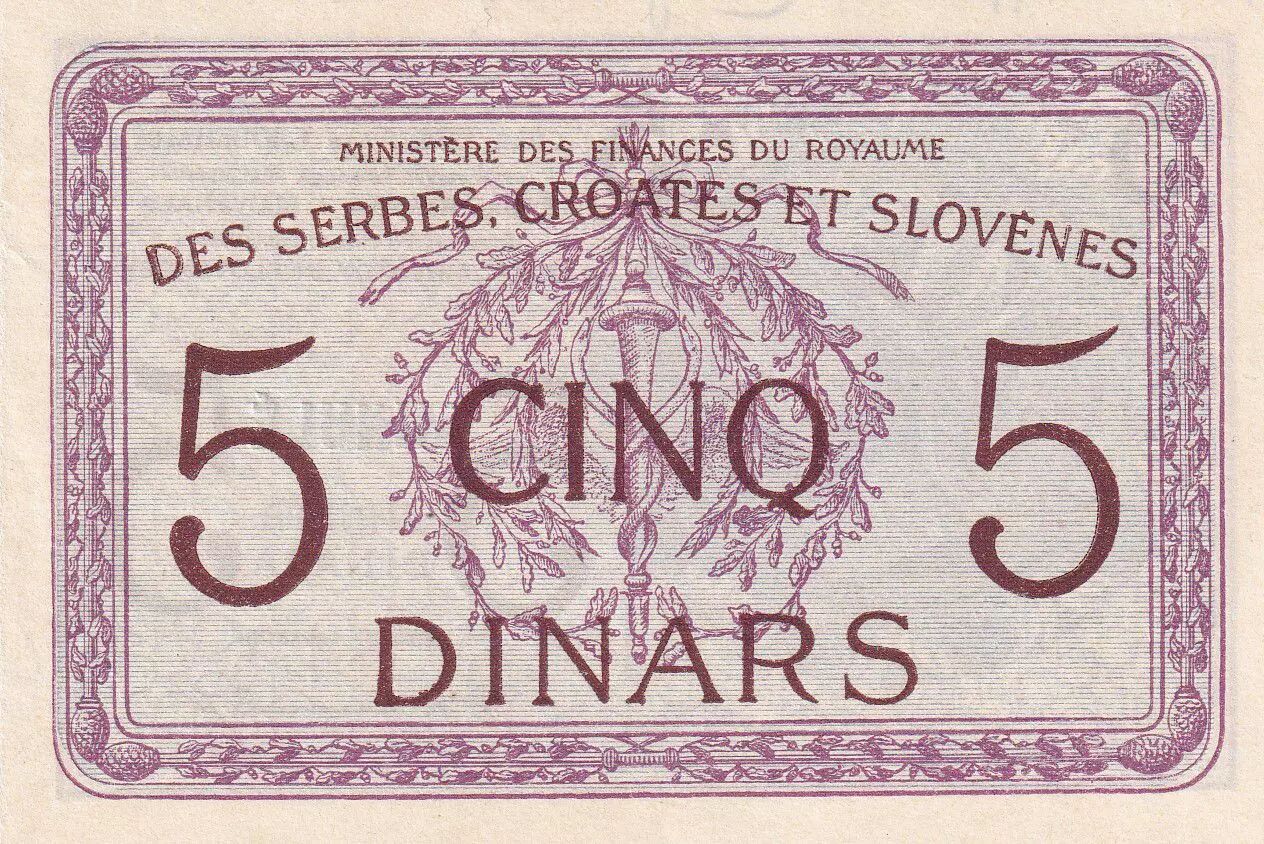 MINISTÈRE DES FINANCES DU ROYAUME
DES SERBES, CROATES ET SLOVÈNES
5 CINQ 5
DINARS